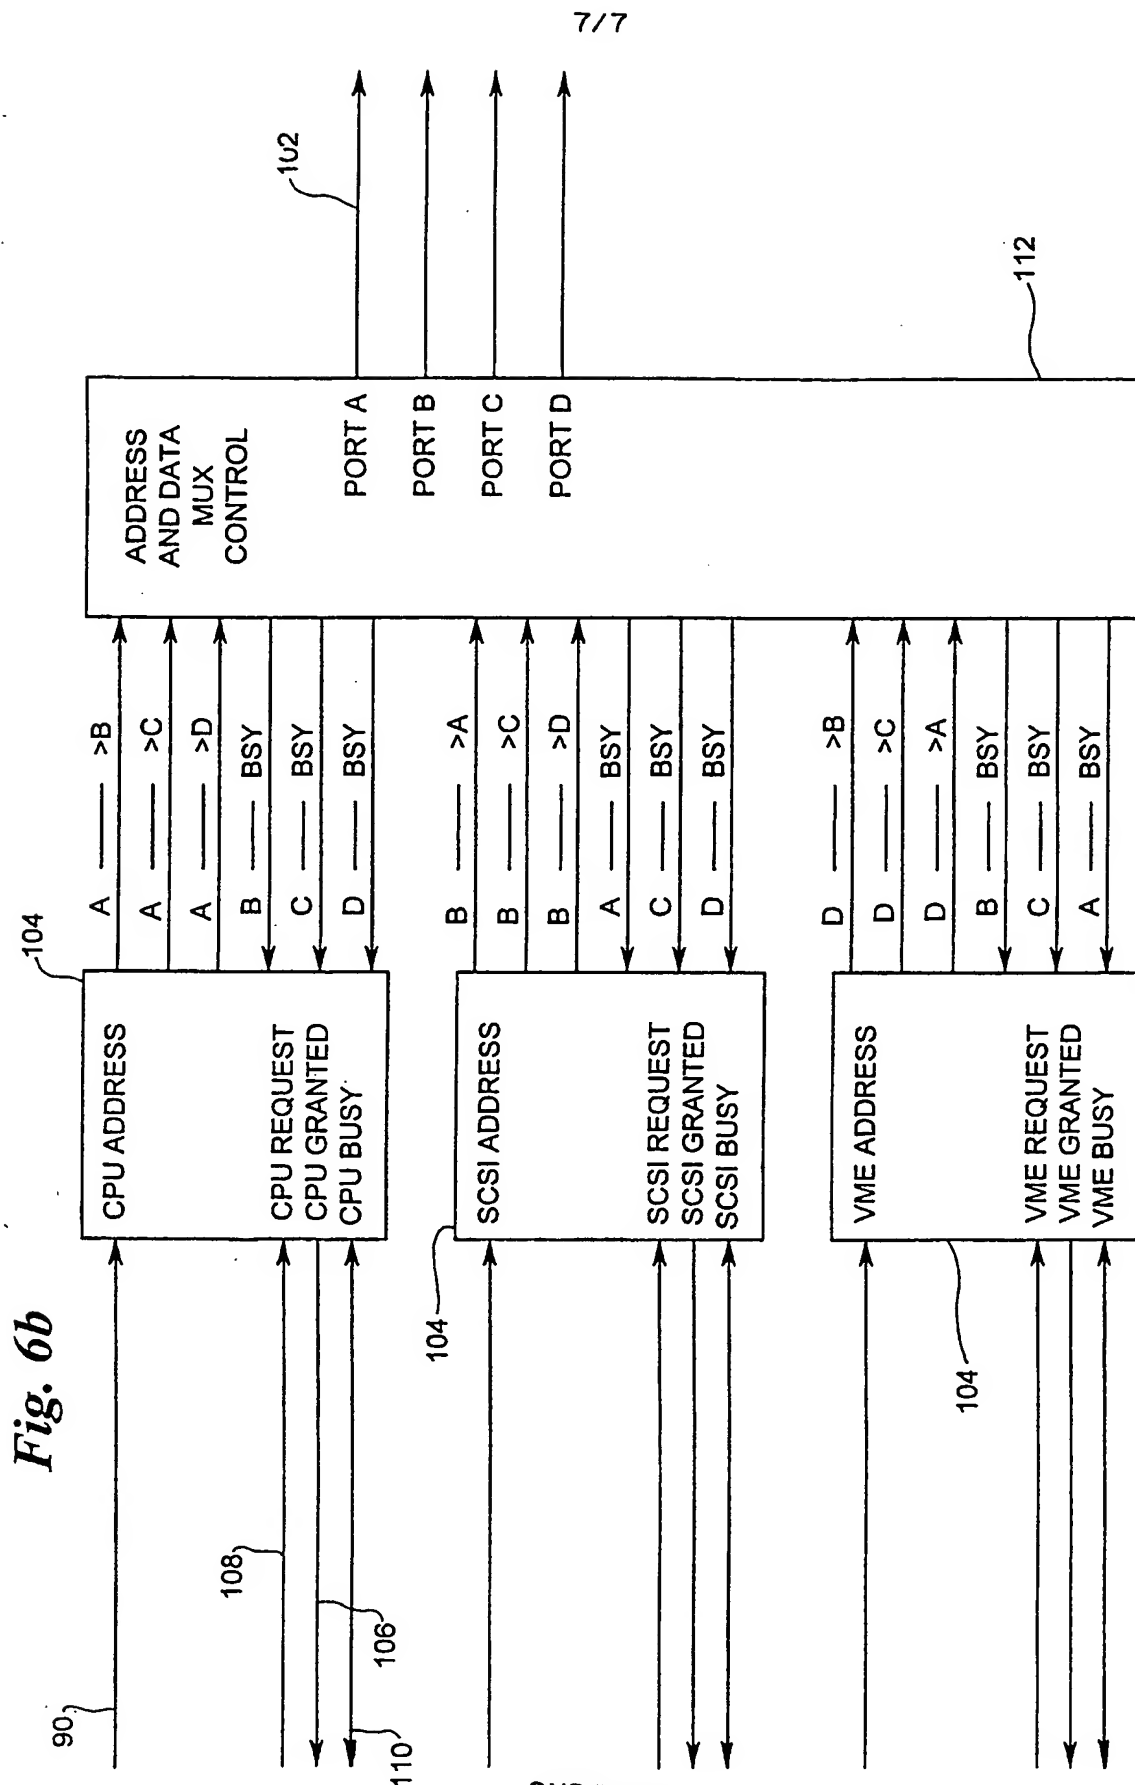 7/7
Fig. 6b
90
108
106
110
CPU ADDRESS
CPU REQUEST
CPU GRANTED
CPU BUSY
104
A >B
A >C
A >D
B BSY
C BSY
D BSY
SCSI ADDRESS
SCSI REQUEST
SCSI GRANTED
SCSI BUSY
104
B >A
B >C
B >D
A BSY
C BSY
D BSY
VME ADDRESS
VME REQUEST
VME GRANTED
VME BUSY
104
D >B
D >C
D >A
B BSY
C BSY
A BSY
ADDRESS
AND DATA
MUX
CONTROL
PORT A
PORT B
PORT C
PORT D
102
112